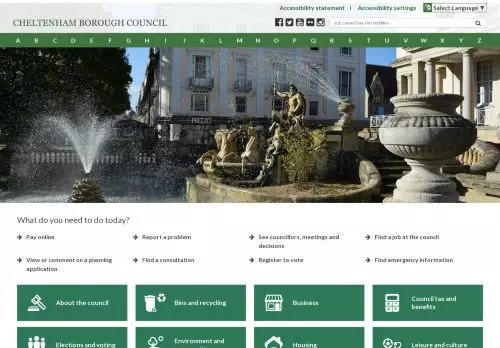 Accessibility statement | Accessibility settings Select Language ▼
CHELTENHAM BOROUGH COUNCIL
e.g. council tax, missed bins
A B C D E F G H I J K L M N O P Q R S T U V W X Y Z
PREZZO
What do you need to do today?
Pay online
Report a problem
See councillors, meetings and
decisions
Find a job at the council
View or comment on a planning
application
Find a consultation
Register to vote
Find emergency information
About the council
Bins and recycling
Business
Council tax and
benefits
Elections and voting
Environment and
Housing
Leisure and culture